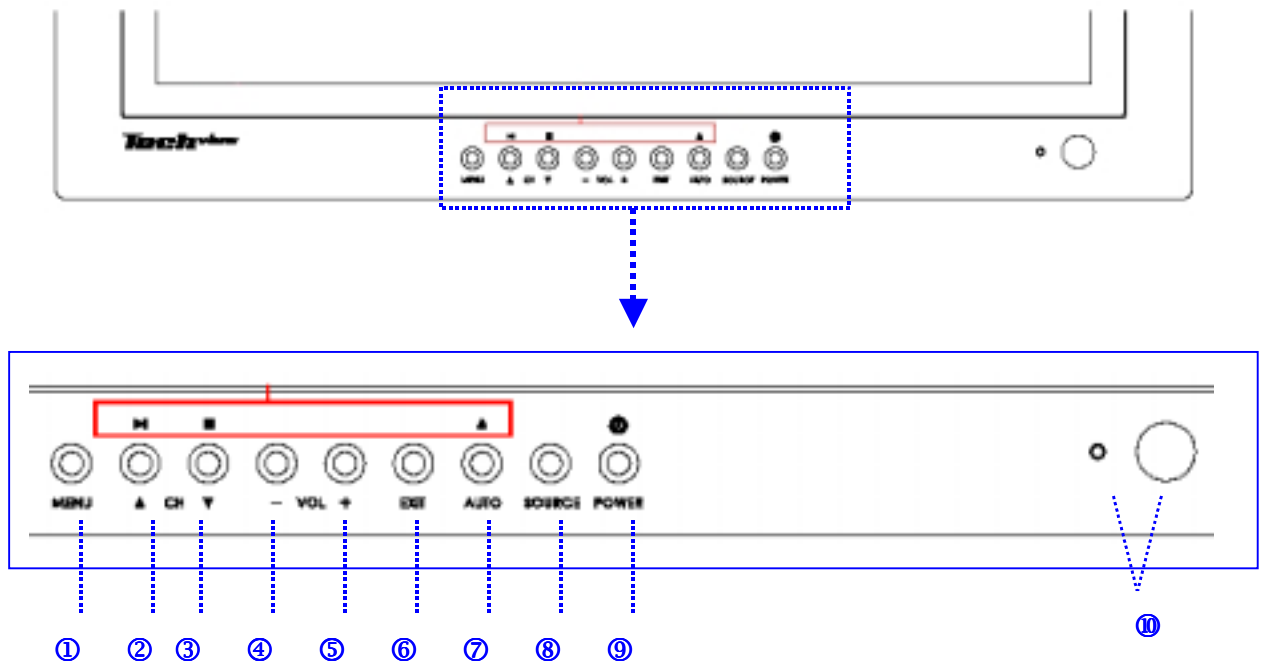 Techview
MENU ▲ CH ▼ − VOL + EXIT AUTO SOURCE POWER
MENU ▲ CH ▼ − VOL + EXIT AUTO SOURCE POWER
① ② ③ ④ ⑤ ⑥ ⑦ ⑧ ⑨ ⑩